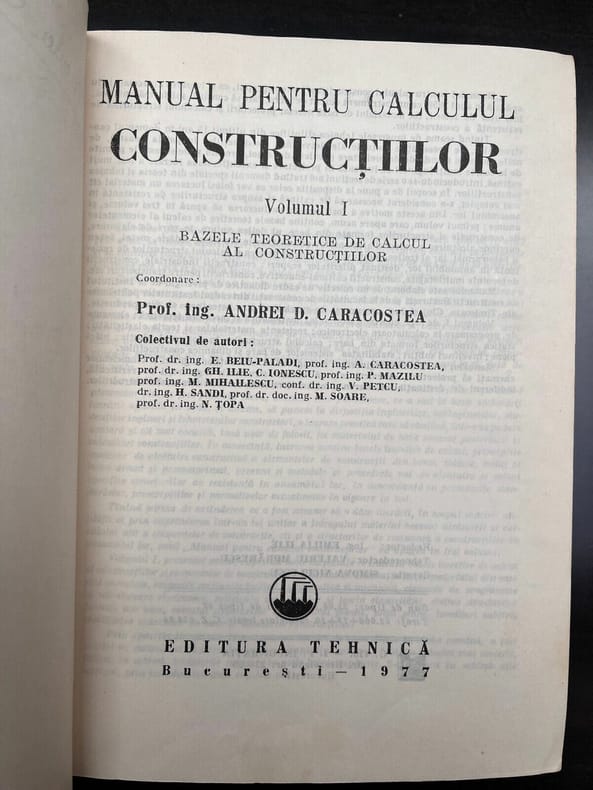 MANUAL PENTRU CALCULUL
CONSTRUCȚIILOR
Volumul I
BAZELE TEORETICE DE CALCUL
AL CONSTRUCȚIILOR
Coordonare :
Prof. ing. ANDREI D. CARACOSTEA
Colectivul de autori :
Prof. dr. ing. E. BEIU-PALADI, prof. ing. A. CARACOSTEA,
prof. dr. ing. GH. ILIE, C. IONESCU, prof. ing. P. MAZILU
prof. ing. M. MIHAILESCU, conf. dr. ing. V. PETCU,
dr. ing. H. SANDI, prof. dr. doc. ing. M. SOARE,
prof. dr. ing. N. ȚOPA
EDITURA TEHNICĂ
București — 1977